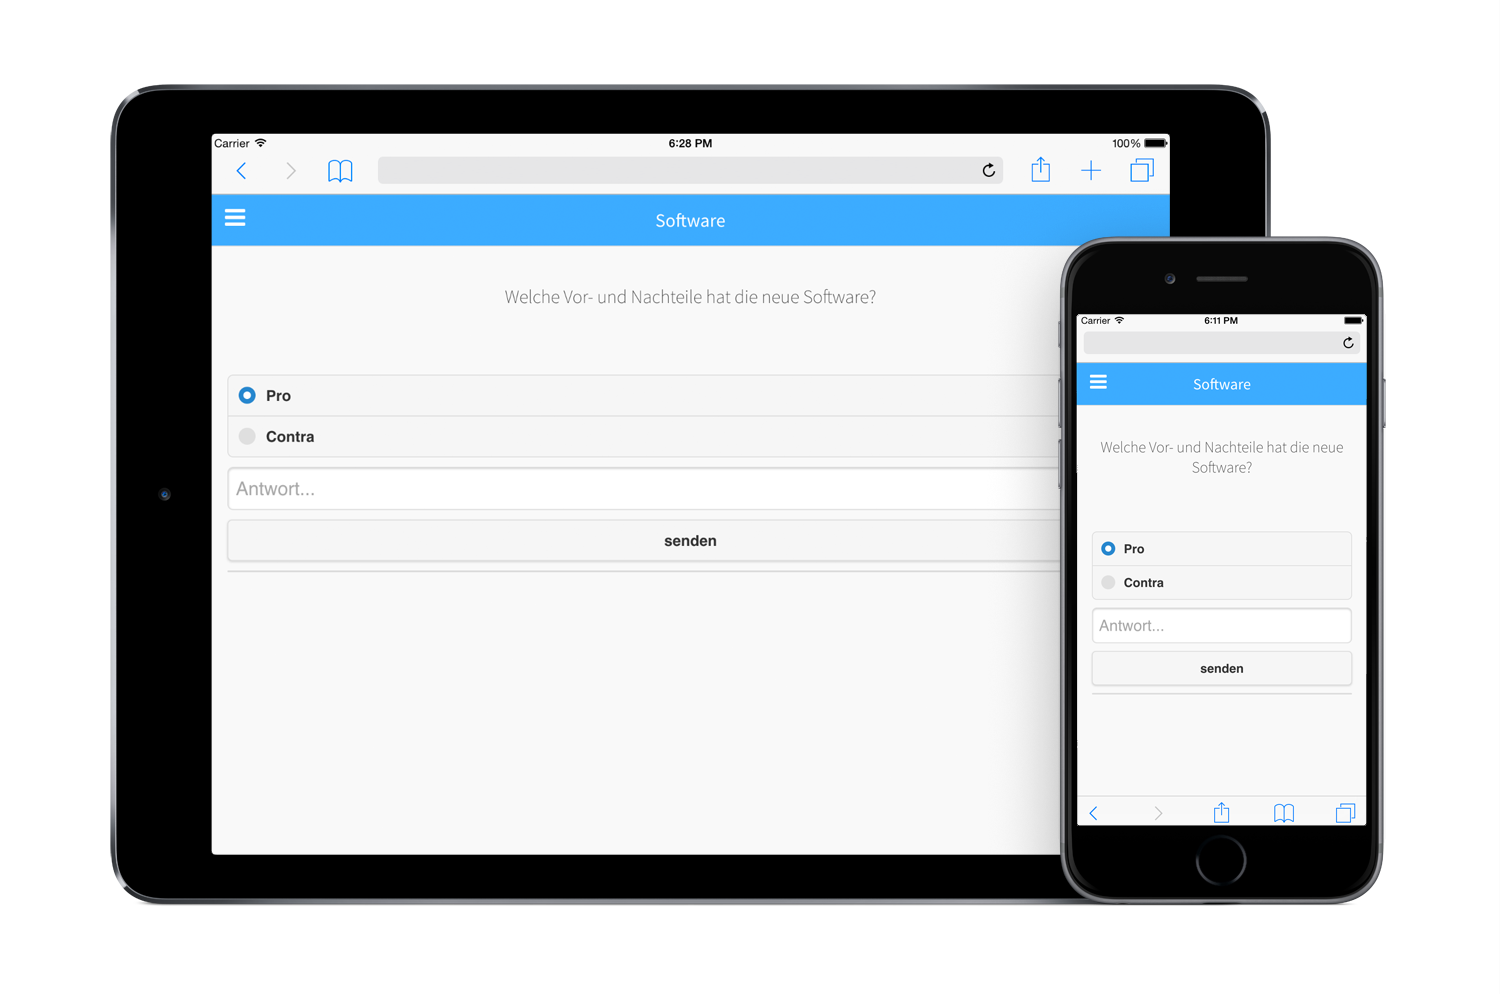 Carrier
6:28 PM
100%
Software
Welche Vor- und Nachteile hat die neue Software?
Pro
Contra
Antwort...
senden
Carrier
6:11 PM
Software
Welche Vor- und Nachteile hat die neue
Software?
Pro
Contra
Antwort...
senden